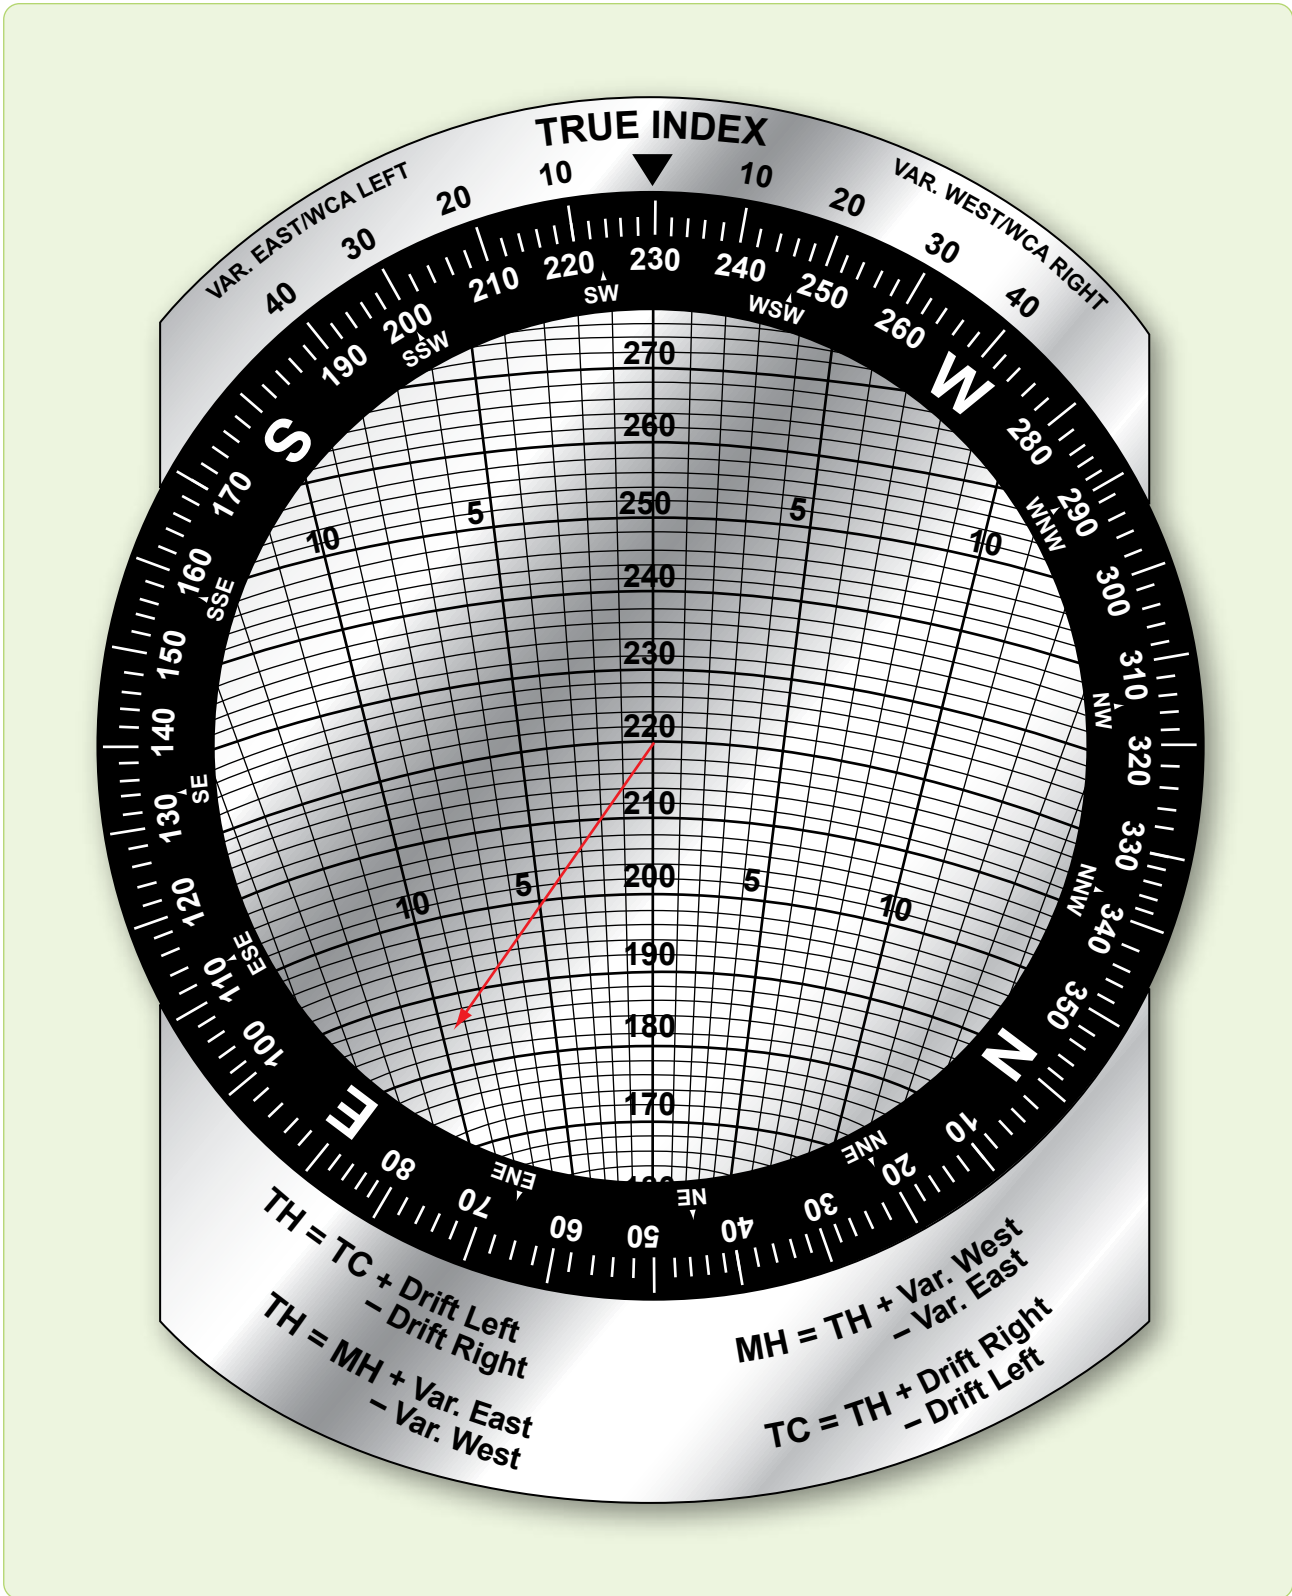 TRUE INDEX
VAR. EAST/WCA LEFT
VAR. WEST/WCA RIGHT
40 30 20 10 10 20 30 40
190 200 210 220 230 240 250 260 W 280 290 300 310 320 330 340 350 N 10 20 30 40 50 60 70 80 E 100 110 120 130 140 150 160 170 S
SSW SW WSW WNW NW NNW NNE NE ENE ESE SE SSE
270
260
250
5 5
10 10
240
230
220
210
200
5 5
10 10
190
180
170
TH = TC + Drift Left
– Drift Right
TH = MH + Var. East
– Var. West
MH = TH + Var. West
– Var. East
TC = TH + Drift Right
– Drift Left